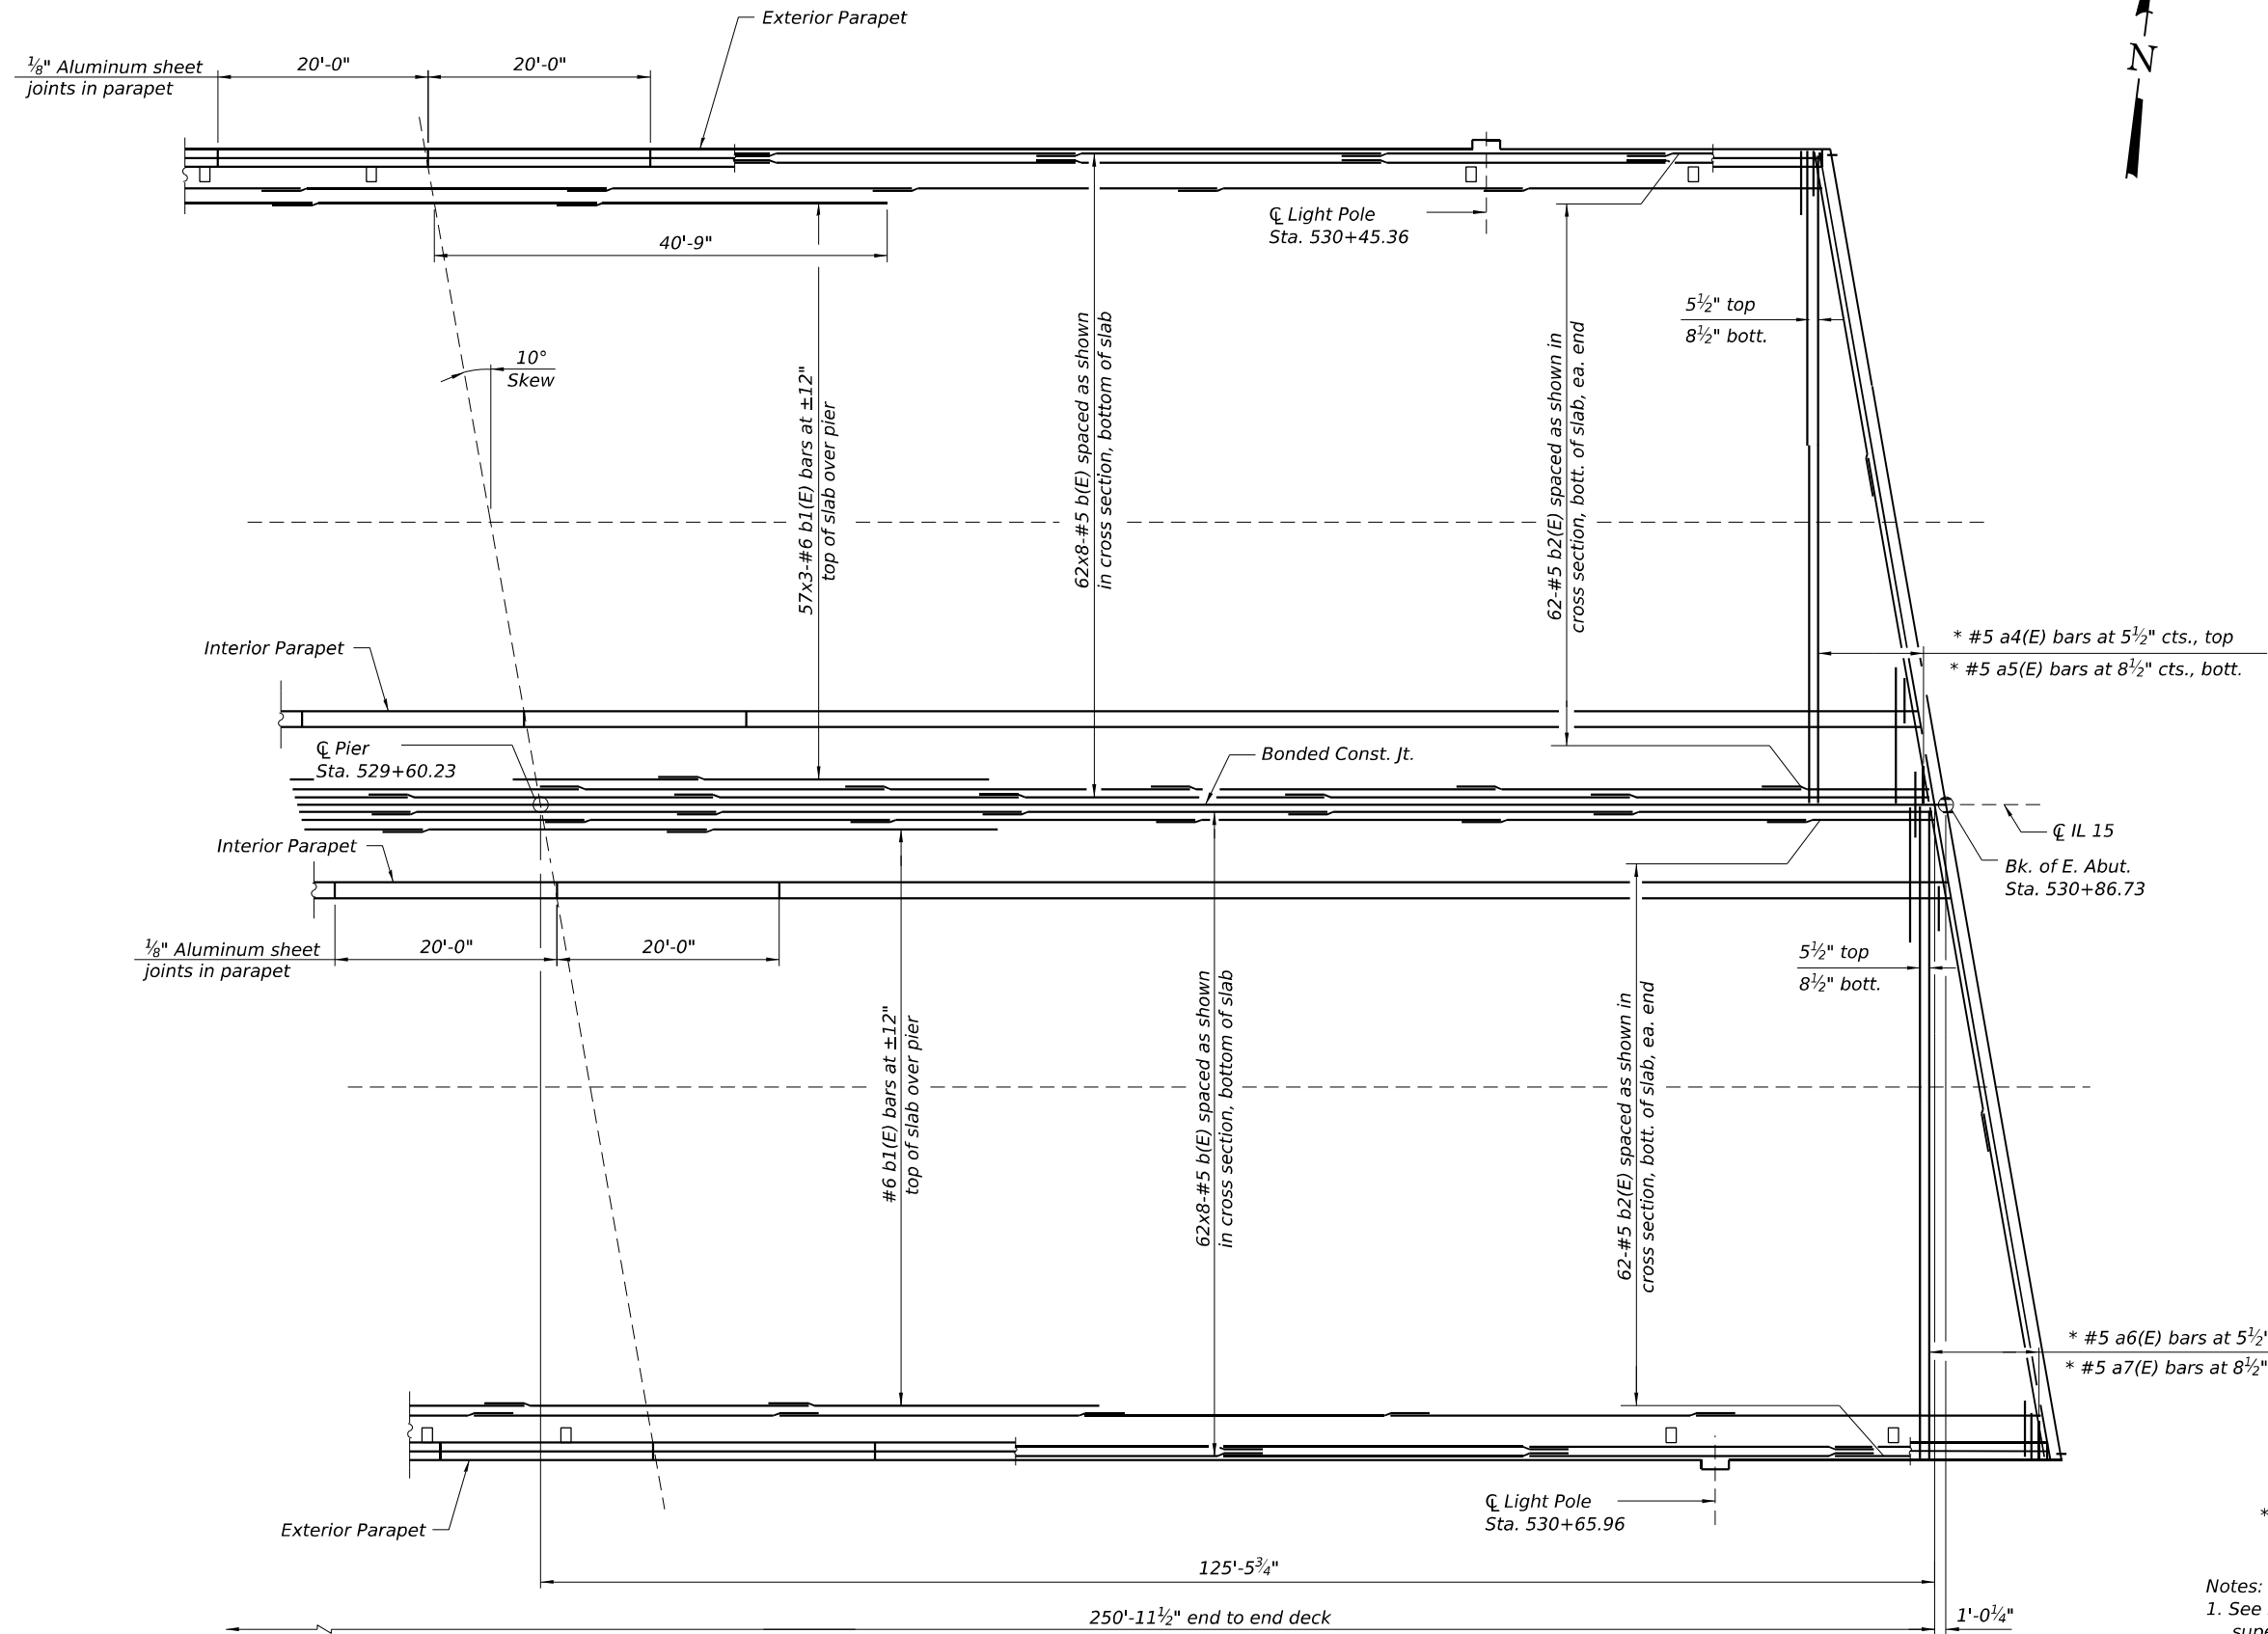 Exterior Parapet
N
⅛" Aluminum sheet
joints in parapet
20'-0"
20'-0"
℄ Light Pole
Sta. 530+45.36
40'-9"
5½" top
8½" bott.
10°
Skew
57x3-#6 b1(E) bars at ±12"
top of slab over pier
62x8-#5 b(E) spaced as shown
in cross section, bottom of slab
62-#5 b2(E) spaced as shown in
cross section, bott. of slab, ea. end
* #5 a4(E) bars at 5½" cts., top
* #5 a5(E) bars at 8½" cts., bott.
Interior Parapet
℄ Pier
Sta. 529+60.23
Bonded Const. Jt.
℄ IL 15
Interior Parapet
Bk. of E. Abut.
Sta. 530+86.73
⅛" Aluminum sheet
joints in parapet
20'-0"
20'-0"
5½" top
8½" bott.
#6 b1(E) bars at ±12"
top of slab over pier
62x8-#5 b(E) spaced as shown
in cross section, bottom of slab
62-#5 b2(E) spaced as shown in
cross section, bott. of slab, ea. end
* #5 a6(E) bars at 5½"
* #5 a7(E) bars at 8½"
Exterior Parapet
℄ Light Pole
Sta. 530+65.96
*
125'-5¾"
Notes:
1. See
250'-11½" end to end deck
1'-0¼"